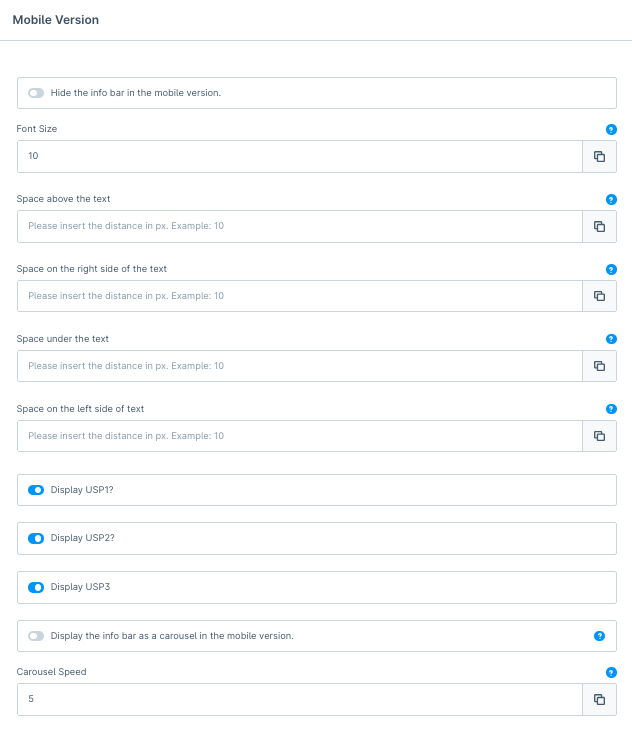 Mobile Version
Hide the info bar in the mobile version.
Font Size
?
10
Space above the text
?
Please insert the distance in px. Example: 10
Space on the right side of the text
?
Please insert the distance in px. Example: 10
Space under the text
?
Please insert the distance in px. Example: 10
Space on the left side of text
?
Please insert the distance in px. Example: 10
Display USP1?
Display USP2?
Display USP3
Display the info bar as a carousel in the mobile version.
?
Carousel Speed
?
5